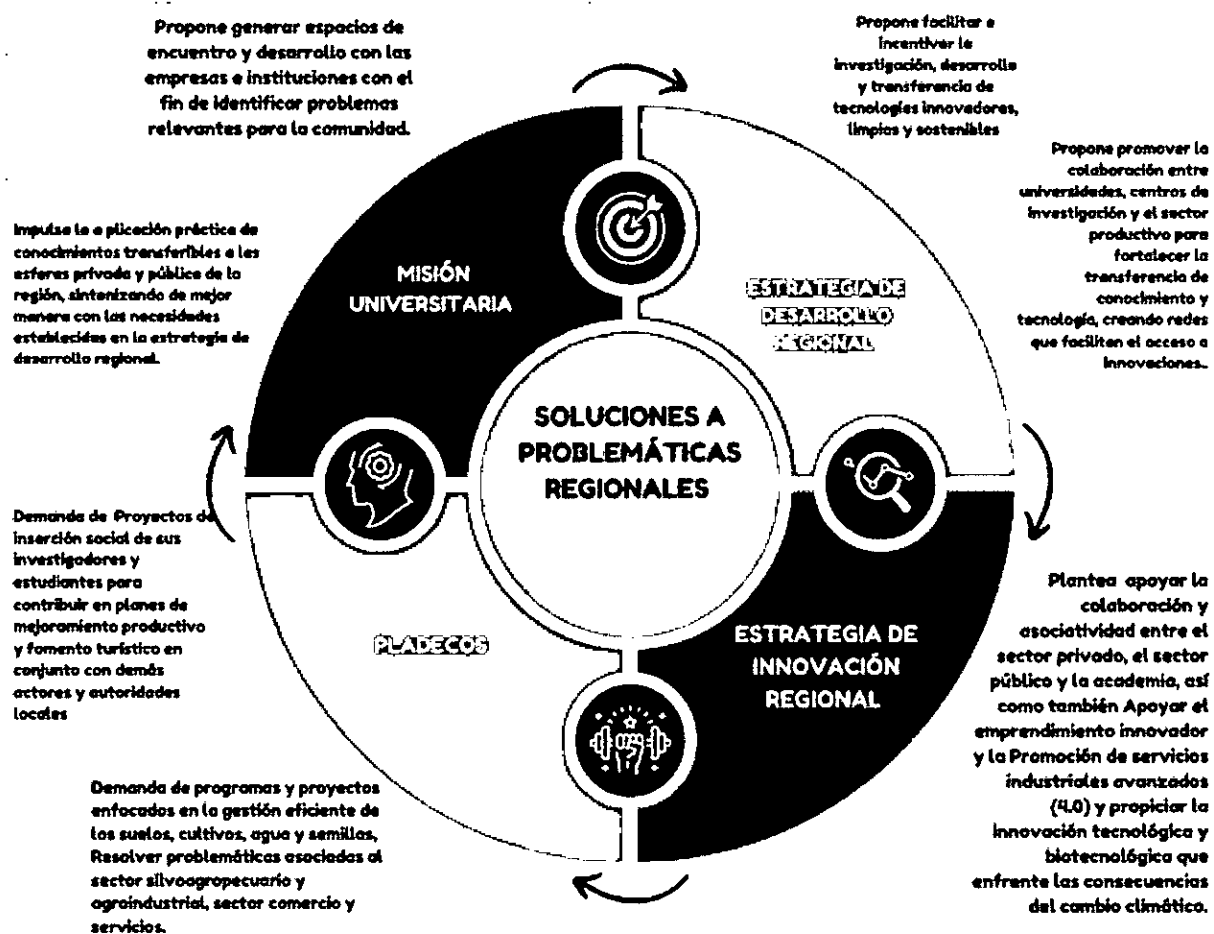 Propone generar espacios de
encuentro y desarrollo con las
empresas e instituciones con el
fin de identificar problemas
relevantes para la comunidad.
Propone facilitar e
incentivar la
investigación, desarrollo
y transferencia de
tecnologías innovadores,
limpias y sostenibles
Propone promover la
colaboración entre
universidades, centros de
investigación y el sector
productivo para
fortalecer la
transferencia de
conocimiento y
tecnología, creando redes
que faciliten el acceso a
innovaciones..
Impulsa la a plicación práctica de
conocimientos transferibles a las
esferas privada y pública de la
región, sintonizando de mejor
manera con las necesidades
establecidas en la estrategia de
desarrollo regional.
MISIÓN
UNIVERSITARIA
ESTRATEGIA DE
DESARROLLO
REGIONAL
SOLUCIONES A
PROBLEMÁTICAS
REGIONALES
Demanda de Proyectos de
inserción social de sus
investigadores y
estudiantes para
contribuir en planes de
mejoramiento productivo
y fomento turístico en
conjunto con demás
actores y autoridades
locales
PLADECOS
ESTRATEGIA DE
INNOVACIÓN
REGIONAL
Plantea apoyar la
colaboración y
asociatividad entre el
sector privado, el sector
público y la academia, así
como también Apoyar el
emprendimiento innovador
y la Promoción de servicios
industriales avanzados
(4.0) y propiciar la
innovación tecnológica y
biotecnológica que
enfrente las consecuencias
del cambio climático.
Demanda de programas y proyectos
enfocados en la gestión eficiente de
los suelos, cultivos, agua y semillas,
Resolver problemáticas asociadas al
sector silvoagropecuario y
agroindustrial, sector comercio y
servicios.